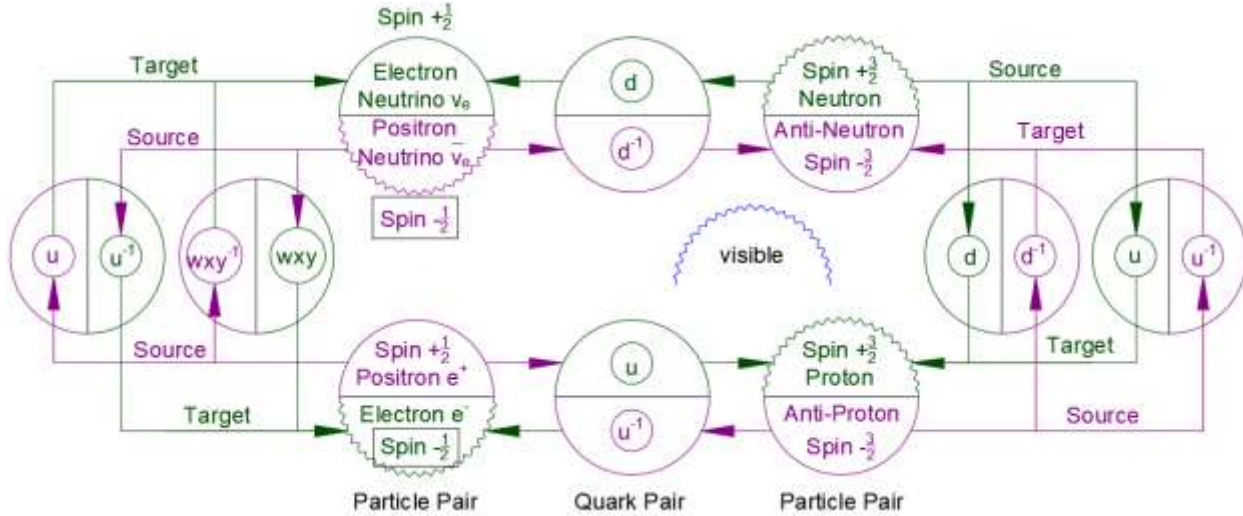 Spin +1/2
Target
Electron
Neutrino νe
d
Spin +3/2
Neutron
Source
Source
Positron
Neutrino ν̅e
d⁻¹
Anti-Neutron
Spin -3/2
Target
Spin -1/2
u
u⁻¹
wxy⁻¹
wxy
visible
d
d⁻¹
u
u⁻¹
Source
Spin +1/2
Positron e⁺
u
Spin +3/2
Proton
Target
Target
Electron e⁻
Spin -1/2
u⁻¹
Anti-Proton
Spin -3/2
Source
Particle Pair
Quark Pair
Particle Pair